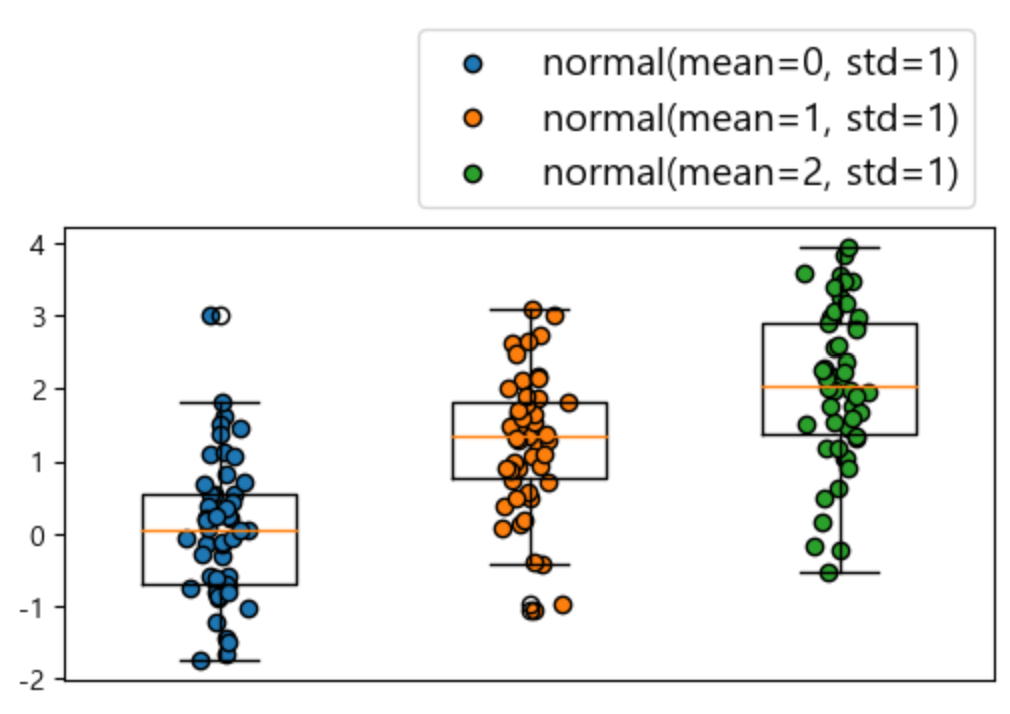 normal(mean=0, std=1)
normal(mean=1, std=1)
normal(mean=2, std=1)
4
3
2
1
0
-1
-2